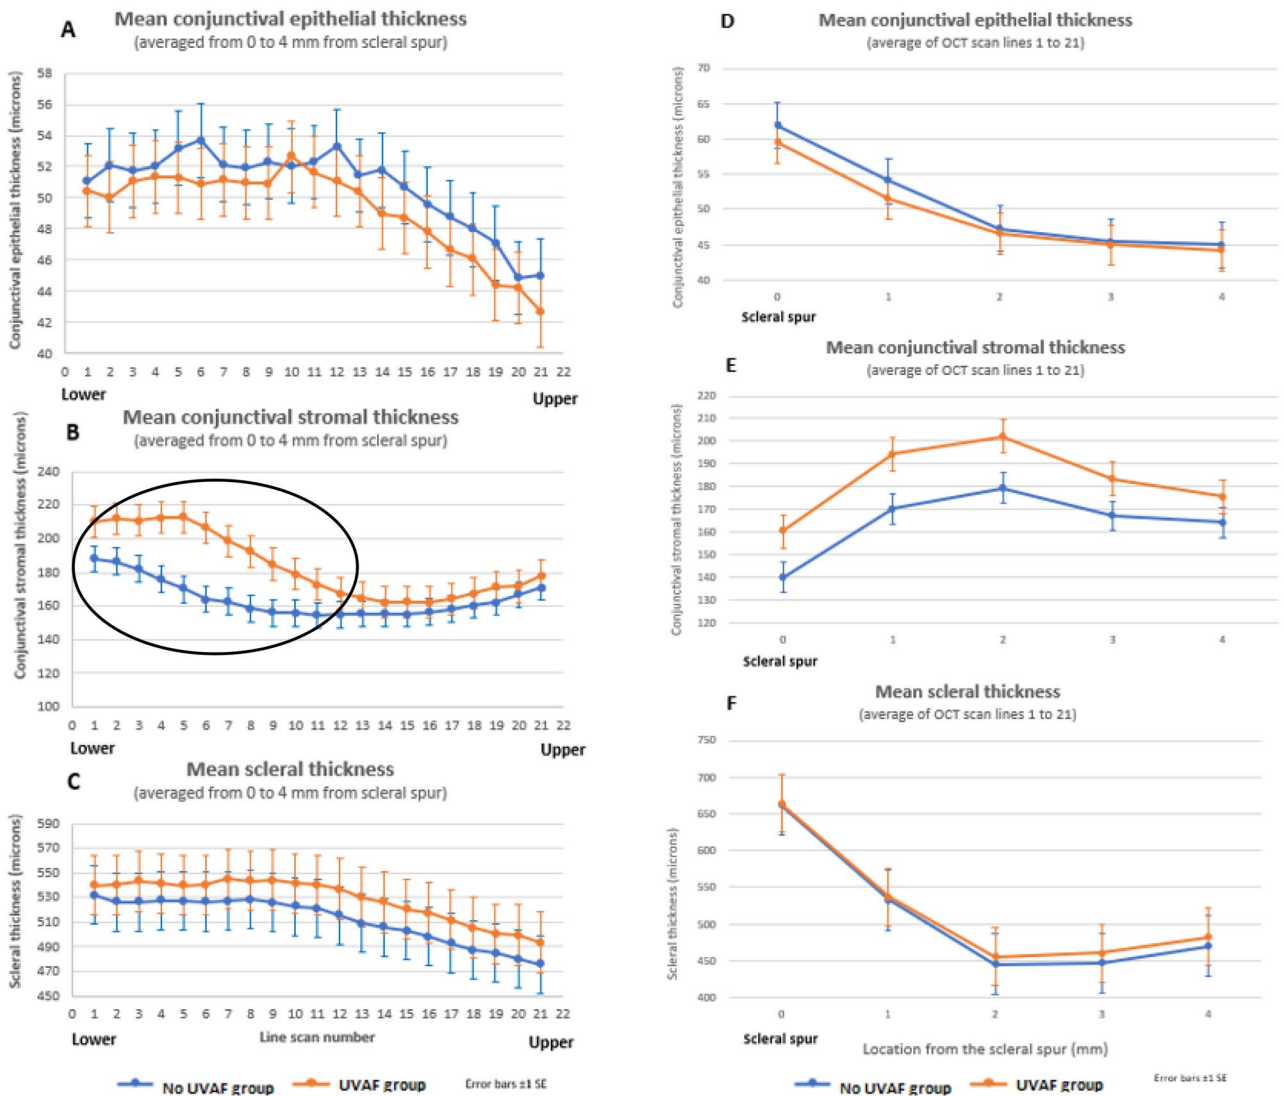 A
Mean conjunctival epithelial thickness
(averaged from 0 to 4 mm from scleral spur)
Conjunctival epithelial thickness (microns)
58
56
54
52
50
48
46
44
42
40
0 1 2 3 4 5 6 7 8 9 10 11 12 13 14 15 16 17 18 19 20 21 22
Lower
Upper
B
Mean conjunctival stromal thickness
(averaged from 0 to 4 mm from scleral spur)
Conjunctival stromal thickness (microns)
240
220
200
180
160
140
120
100
0 1 2 3 4 5 6 7 8 9 10 11 12 13 14 15 16 17 18 19 20 21 22
Lower
Upper
C
Mean scleral thickness
(averaged from 0 to 4 mm from scleral spur)
Scleral thickness (microns)
590
570
550
530
510
490
470
450
0 1 2 3 4 5 6 7 8 9 10 11 12 13 14 15 16 17 18 19 20 21 22
Lower
Line scan number
Upper
No UVAF group
UVAF group
Error bars ±1 SE
D
Mean conjunctival epithelial thickness
(average of OCT scan lines 1 to 21)
Conjunctival epithelial thickness (microns)
70
65
60
55
50
45
40
0 1 2 3 4
Scleral spur
E
Mean conjunctival stromal thickness
(average of OCT scan lines 1 to 21)
Conjunctival stromal thickness (microns)
220
210
200
190
180
170
160
150
140
130
120
0 1 2 3 4
Scleral spur
F
Mean scleral thickness
(average of OCT scan lines 1 to 21)
Scleral thickness (microns)
750
700
650
600
550
500
450
400
0 1 2 3 4
Scleral spur
Location from the scleral spur (mm)
No UVAF group
UVAF group
Error bars ±1 SE